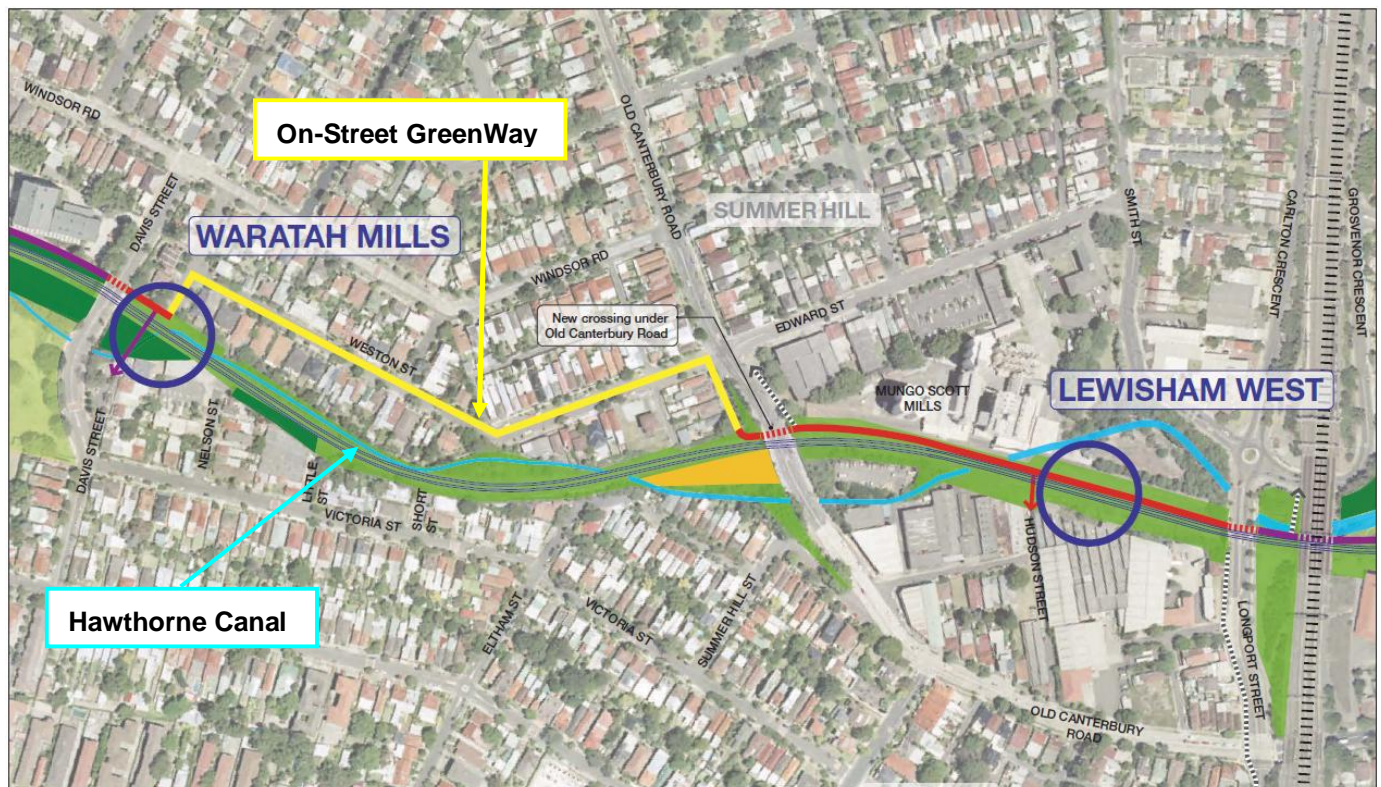 WINDSOR RD
On-Street GreenWay
OLD CANTERBURY ROAD
DAVIS STREET
WARATAH MILLS
SUMMER HILL
SMITH ST
CARLTON CRESCENT
GROSVENOR CRESCENT
WINDSOR RD
New crossing under
Old Canterbury Road
EDWARD ST
WESTON ST
MUNGO SCOTT
MILLS
LEWISHAM WEST
DAVIS STREET
NELSON ST
LITTLE
ST
SHORT
ST
VICTORIA ST
HUDSON STREET
Hawthorne Canal
ELTHAM ST
VICTORIA ST
SUMMER HILL ST
LONGPORT STREET
OLD CANTERBURY
ROAD